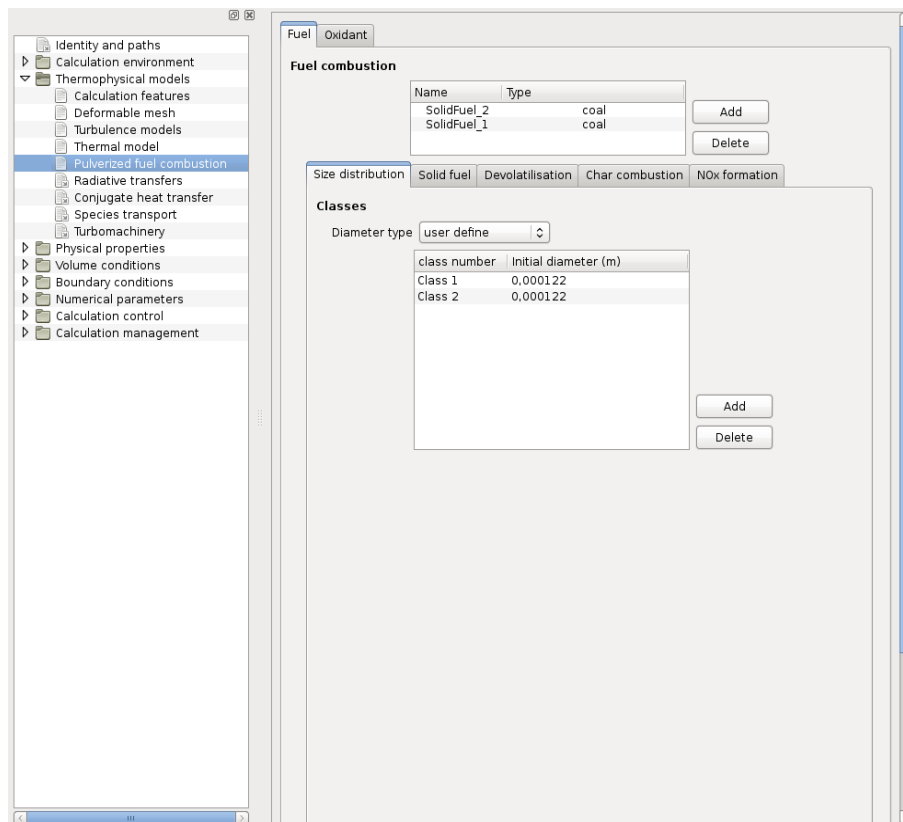 Identity and paths
Calculation environment
Thermophysical models
Calculation features
Deformable mesh
Turbulence models
Thermal model
Pulverized fuel combustion
Radiative transfers
Conjugate heat transfer
Species transport
Turbomachinery
Physical properties
Volume conditions
Boundary conditions
Numerical parameters
Calculation control
Calculation management
Fuel Oxidant
Fuel combustion
Name Type
SolidFuel_2 coal
SolidFuel_1 coal
Add
Delete
Size distribution Solid fuel Devolatilisation Char combustion NOx formation
Classes
Diameter type user define
class number Initial diameter (m)
Class 1 0,000122
Class 2 0,000122
Add
Delete